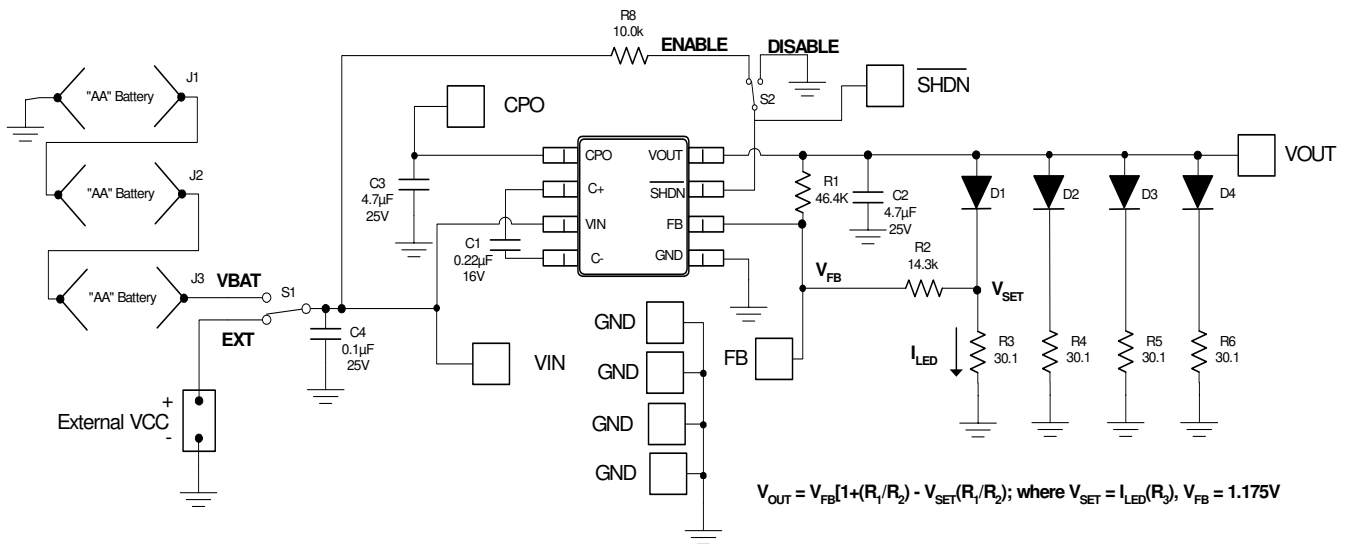 R8
10.0k
ENABLE
DISABLE
S2
SHDN
J1
"AA" Battery
CPO
CPO
VOUT
VOUT
C3
4.7µF
25V
C+
SHDN
R1
46.4K
C2
4.7µF
25V
D1
D2
D3
D4
J2
"AA" Battery
VIN
FB
C1
0.22µF
16V
C-
GND
R2
14.3k
VFB
VSET
J3
"AA" Battery
VBAT
S1
EXT
C4
0.1µF
25V
VIN
GND
GND
GND
GND
FB
ILED
R3
30.1
R4
30.1
R5
30.1
R6
30.1
External VCC
+
-
VOUT = VFB[1+(R1/R2) - VSET(R1/R2); where VSET = ILED(R3), VFB = 1.175V